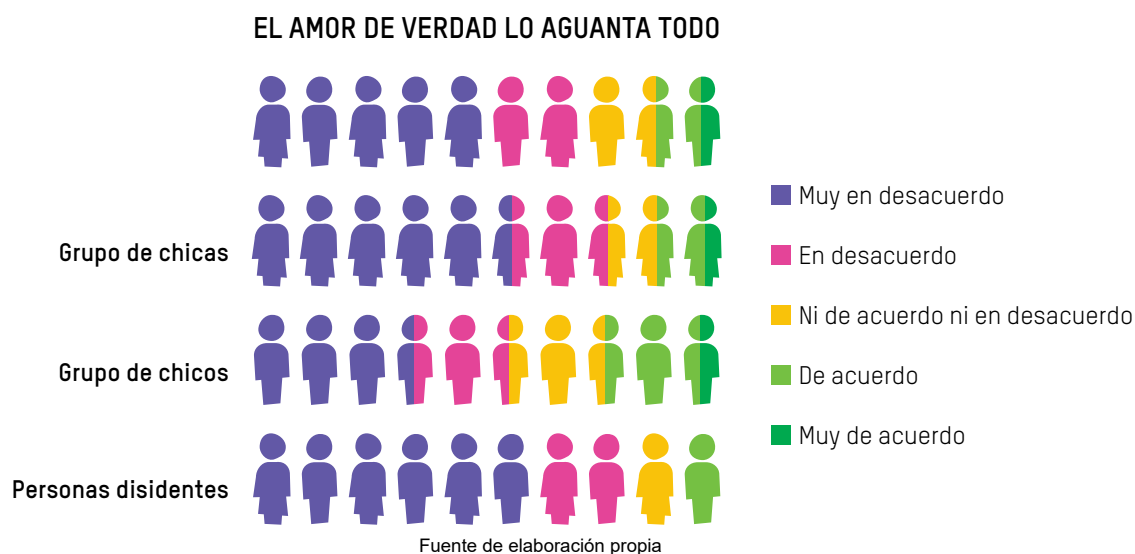 EL AMOR DE VERDAD LO AGUANTA TODO
Grupo de chicas
Grupo de chicos
Personas disidentes
Muy en desacuerdo
En desacuerdo
Ni de acuerdo ni en desacuerdo
De acuerdo
Muy de acuerdo
Fuente de elaboración propia